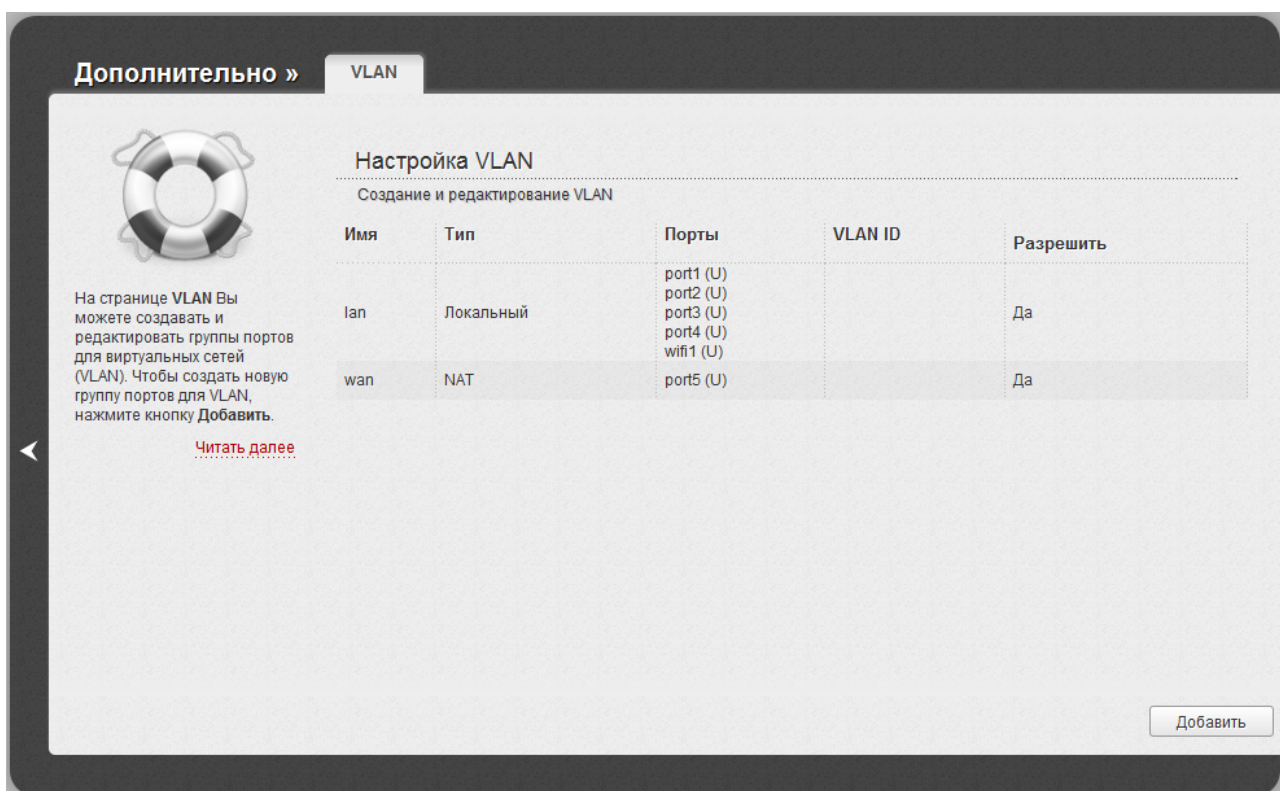 Дополнительно »
VLAN
На странице VLAN Вы
можете создавать и
редактировать группы портов
для виртуальных сетей
(VLAN). Чтобы создать новую
группу портов для VLAN,
нажмите кнопку Добавить.
Читать далее
Настройка VLAN
Создание и редактирование VLAN
Имя Тип Порты VLAN ID Разрешить
lan Локальный port1 (U) Да
port2 (U)
port3 (U)
port4 (U)
wifi1 (U)
wan NAT port5 (U) Да
Добавить